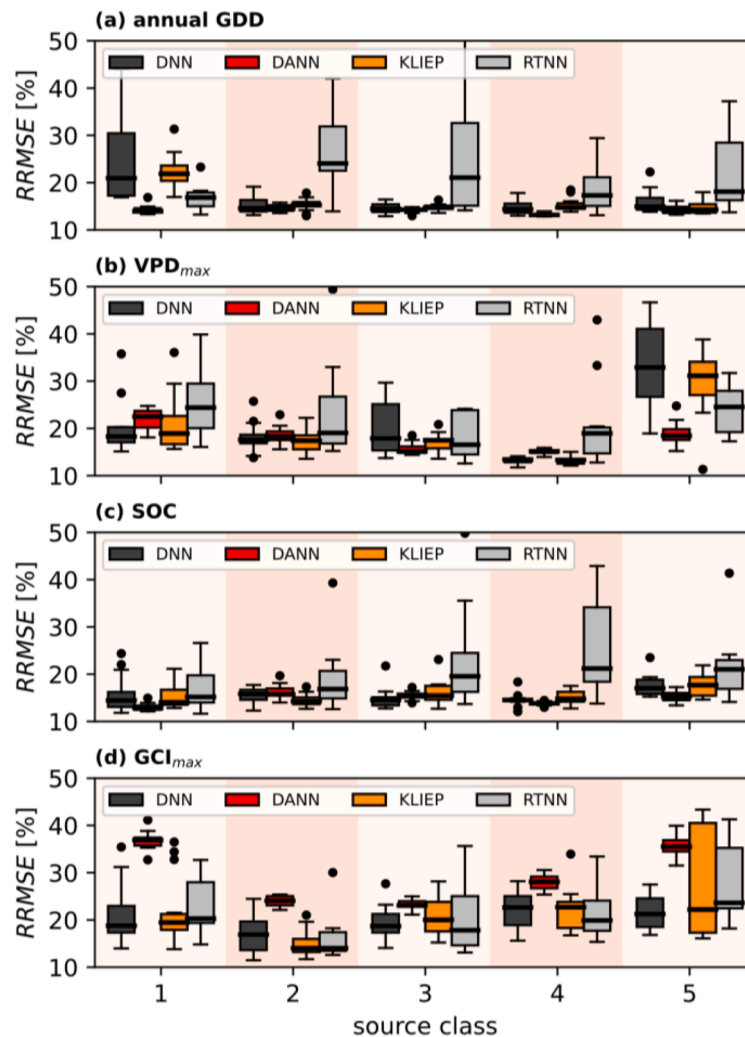 (a) annual GDD
DNN DANN KLIEP RTNN
RRMSE [%]
50
40
30
20
10
(b) VPDmax
DNN DANN KLIEP RTNN
RRMSE [%]
50
40
30
20
10
(c) SOC
DNN DANN KLIEP RTNN
RRMSE [%]
50
40
30
20
10
(d) GCImax
DNN DANN KLIEP RTNN
RRMSE [%]
50
40
30
20
10
1 2 3 4 5
source class